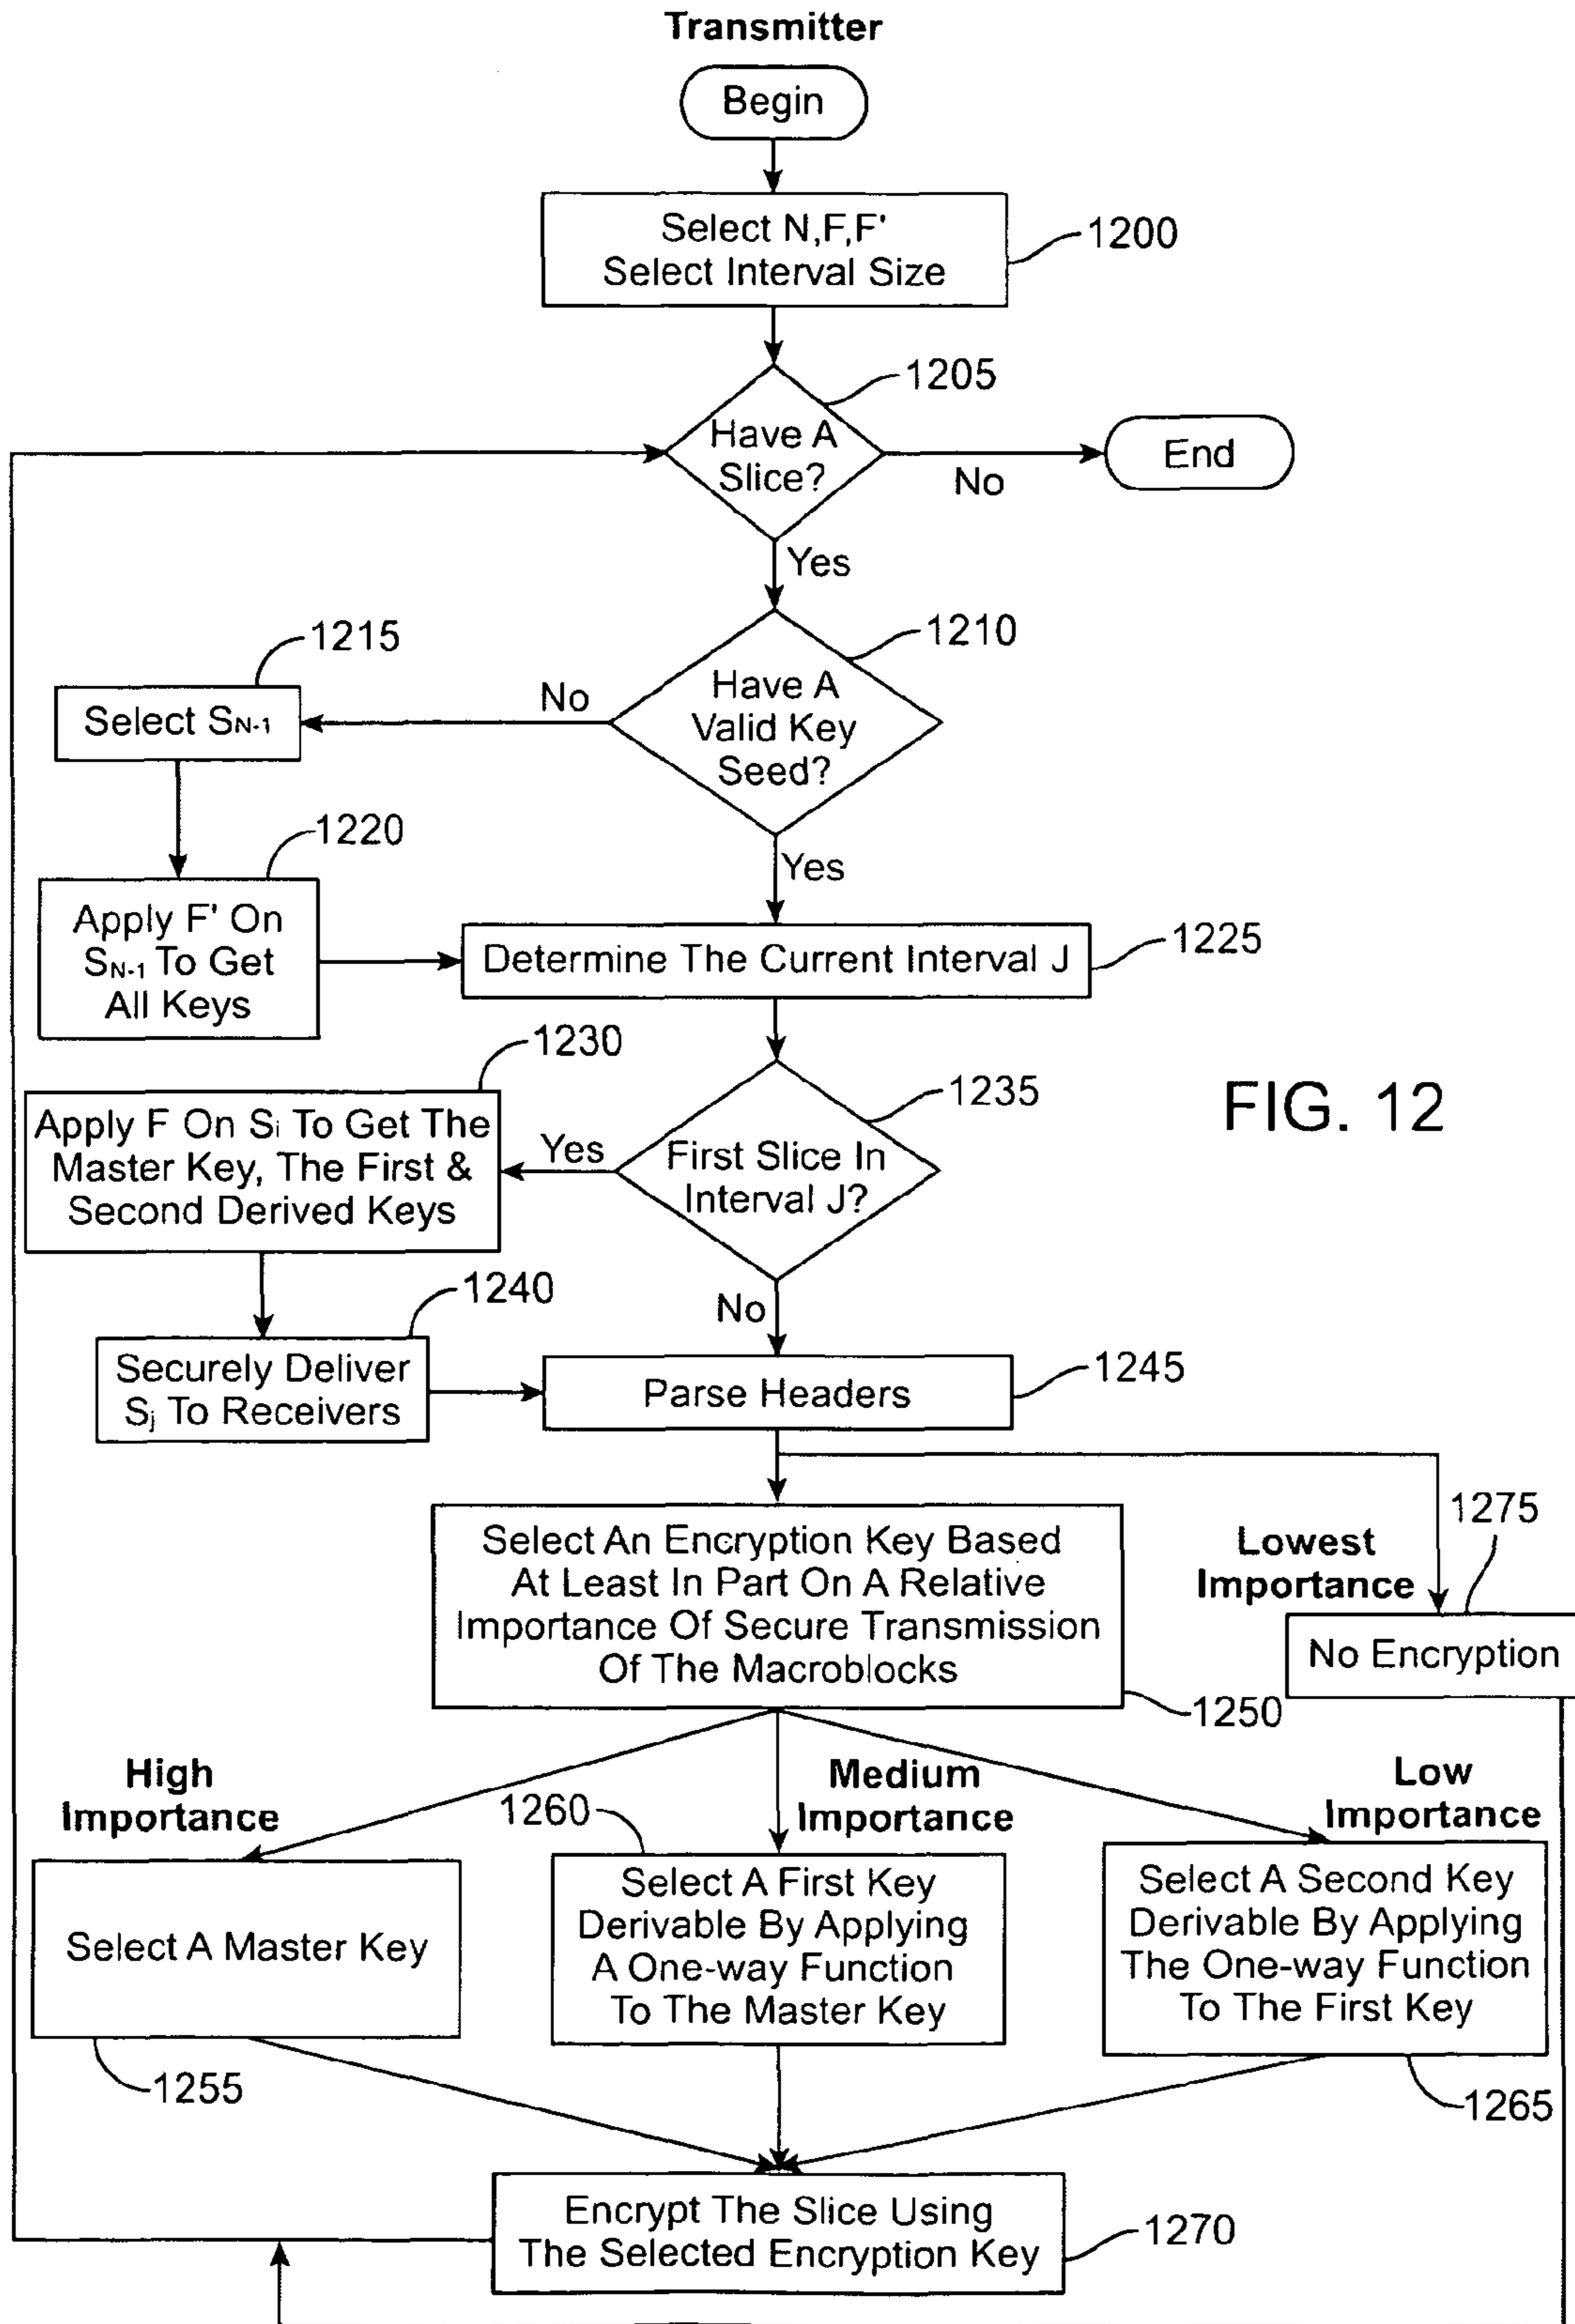 Transmitter
Begin
Select N,F,F'
Select Interval Size
1200
1205
Have A
Slice?
No
End
Yes
1210
Have A
Valid Key
Seed?
No
1215
Select SN-1
1220
Apply F' On
SN-1 To Get
All Keys
Yes
Determine The Current Interval J
1225
1230
Apply F On Si To Get The
Master Key, The First &
Second Derived Keys
Yes
1235
First Slice In
Interval J?
FIG. 12
No
1240
Securely Deliver
Sj To Receivers
Parse Headers
1245
Select An Encryption Key Based
At Least In Part On A Relative
Importance Of Secure Transmission
Of The Macroblocks
1250
Lowest
Importance
1275
No Encryption
High
Importance
1260
Medium
Importance
Low
Importance
Select A Master Key
1255
Select A First Key
Derivable By Applying
A One-way Function
To The Master Key
Select A Second Key
Derivable By Applying
The One-way Function
To The First Key
1265
Encrypt The Slice Using
The Selected Encryption Key
1270